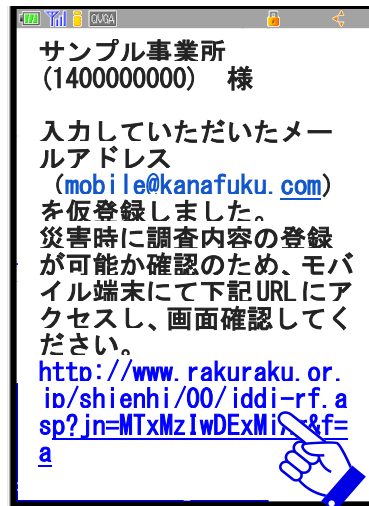 QVGA
サンプル事業所
(1400000000) 様
入力していただいたメー
ルアドレス
(mobile@kanafuku.com)
を仮登録しました。
災害時に調査内容の登録
が可能か確認のため、モバ
イル端末にて下記URLにア
クセスし、画面確認してく
ださい。
http://www.rakuraku.or.
jp/shienhi/00/iddi-rf.a
sp?jn=MTxMzIwDExMi &f=
a